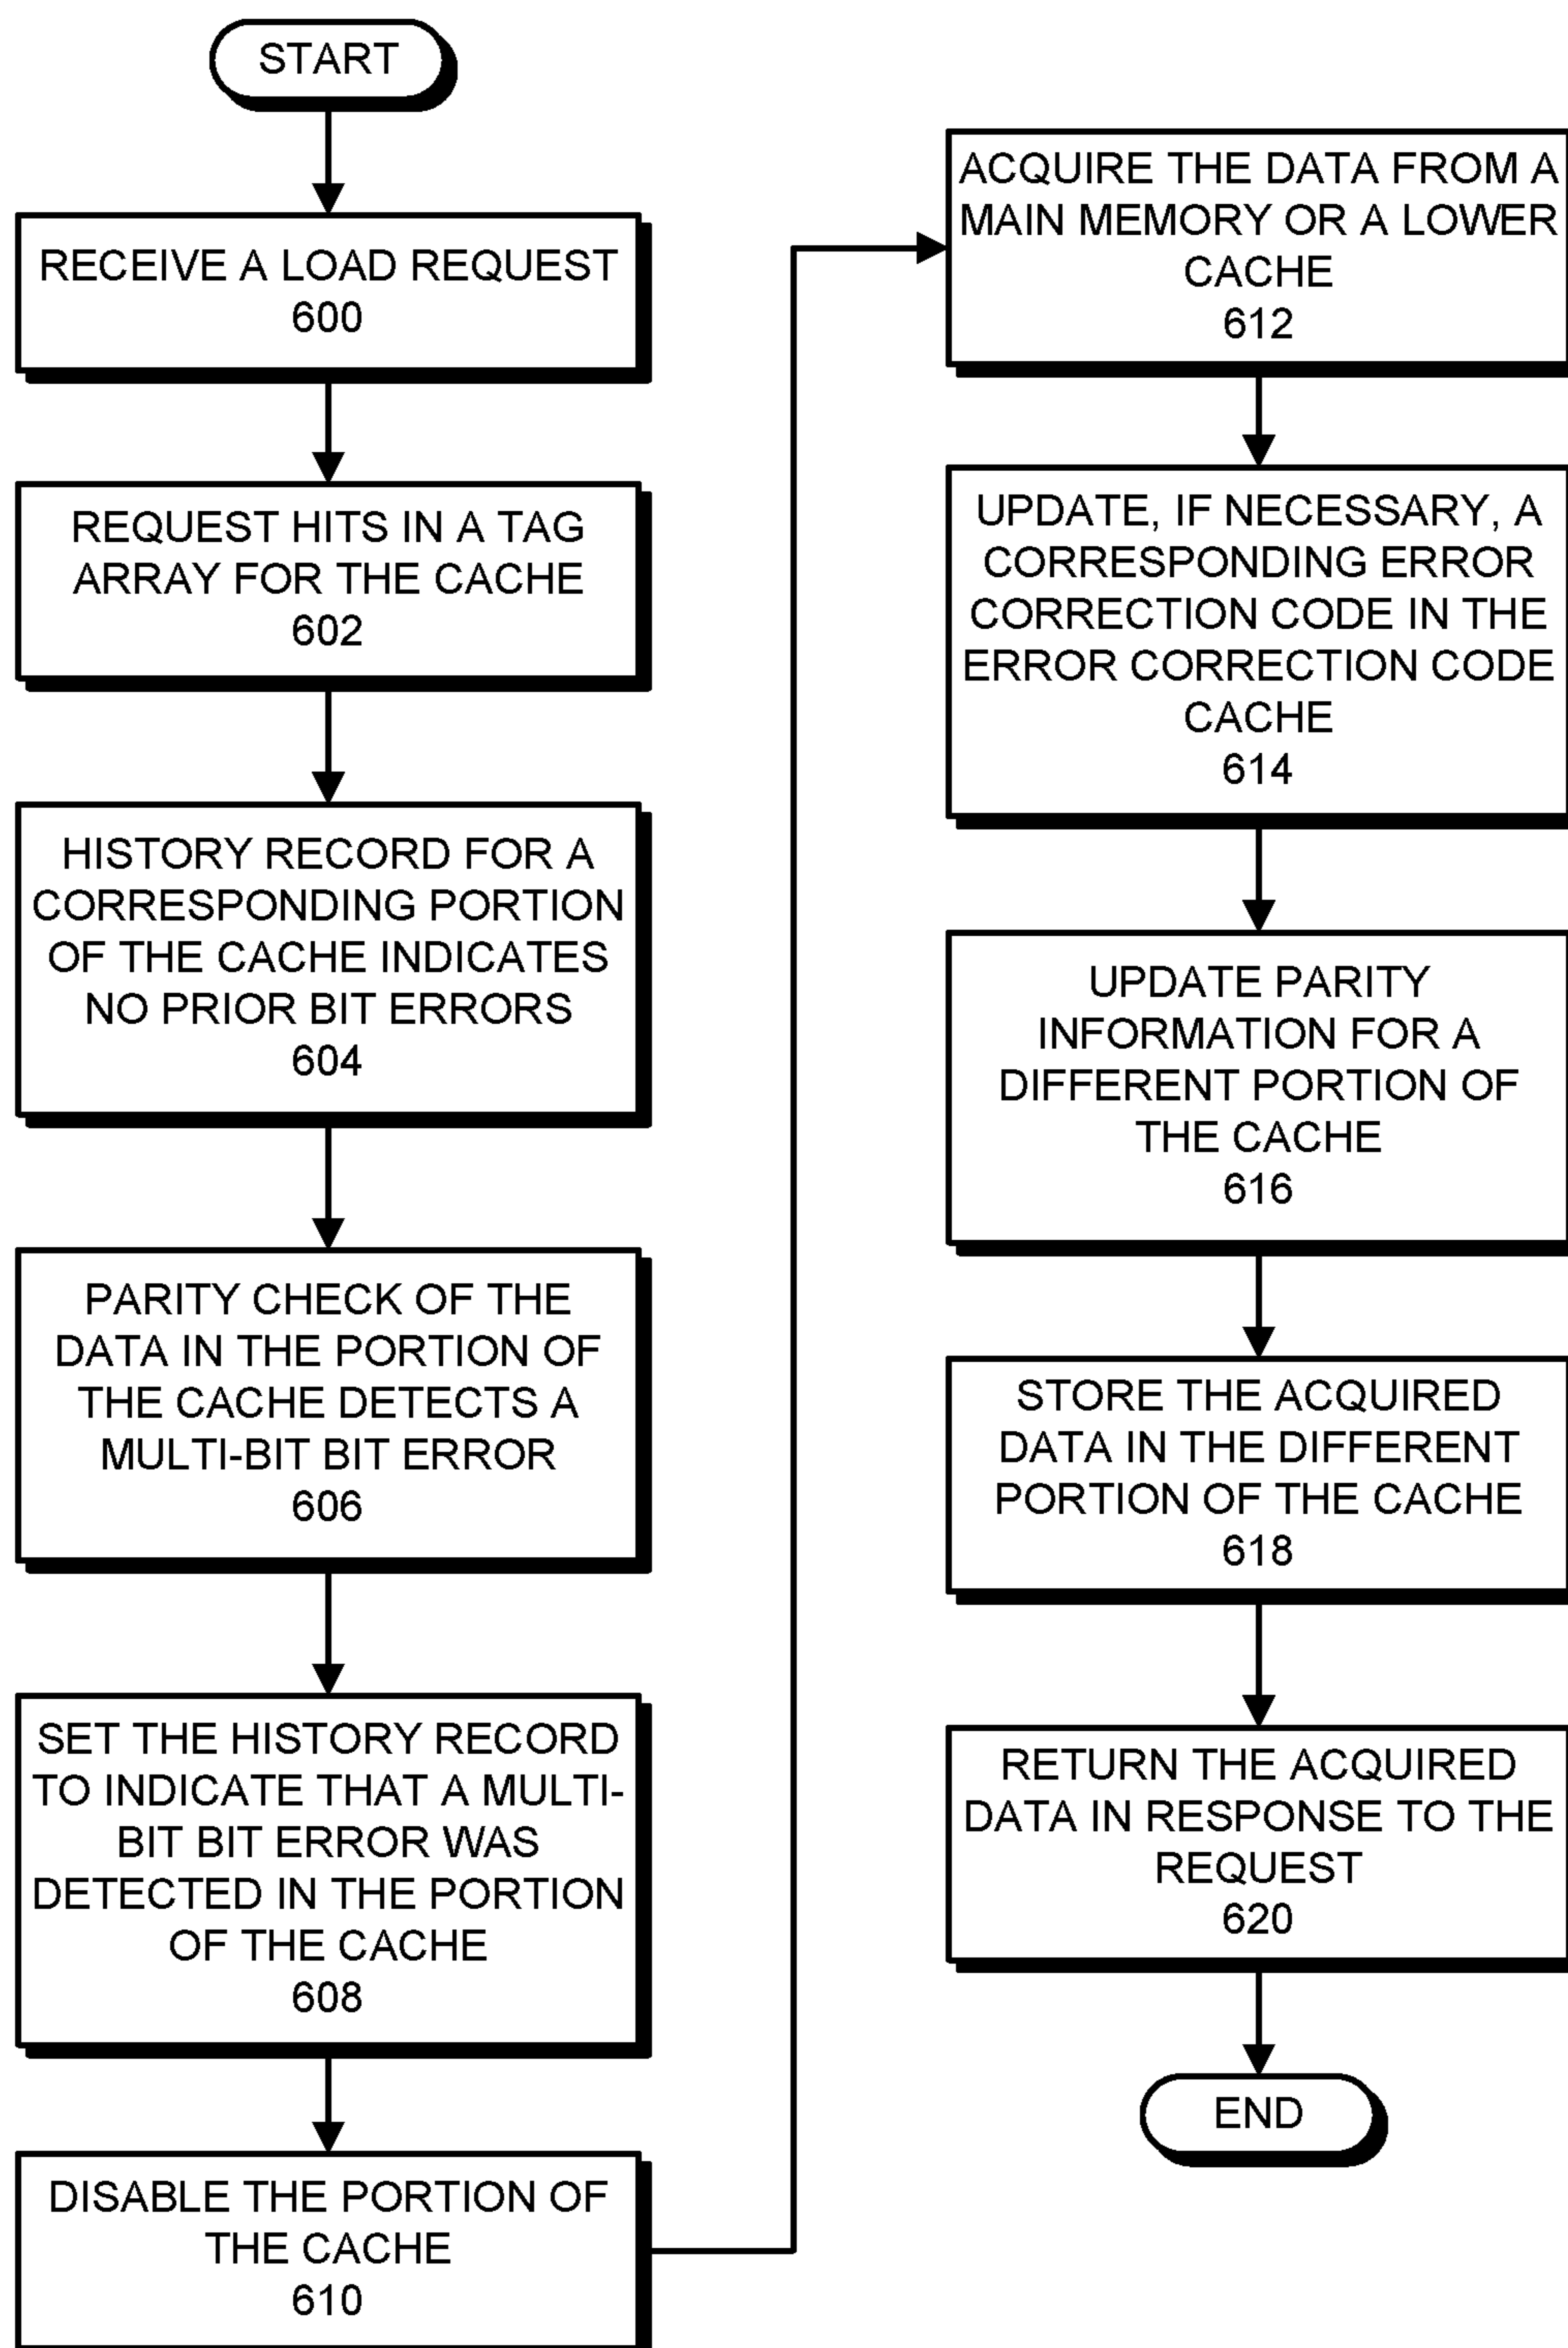 START
RECEIVE A LOAD REQUEST
600
REQUEST HITS IN A TAG
ARRAY FOR THE CACHE
602
HISTORY RECORD FOR A
CORRESPONDING PORTION
OF THE CACHE INDICATES
NO PRIOR BIT ERRORS
604
PARITY CHECK OF THE
DATA IN THE PORTION OF
THE CACHE DETECTS A
MULTI-BIT BIT ERROR
606
SET THE HISTORY RECORD
TO INDICATE THAT A MULTI-
BIT BIT ERROR WAS
DETECTED IN THE PORTION
OF THE CACHE
608
DISABLE THE PORTION OF
THE CACHE
610
ACQUIRE THE DATA FROM A
MAIN MEMORY OR A LOWER
CACHE
612
UPDATE, IF NECESSARY, A
CORRESPONDING ERROR
CORRECTION CODE IN THE
ERROR CORRECTION CODE
CACHE
614
UPDATE PARITY
INFORMATION FOR A
DIFFERENT PORTION OF
THE CACHE
616
STORE THE ACQUIRED
DATA IN THE DIFFERENT
PORTION OF THE CACHE
618
RETURN THE ACQUIRED
DATA IN RESPONSE TO THE
REQUEST
620
END